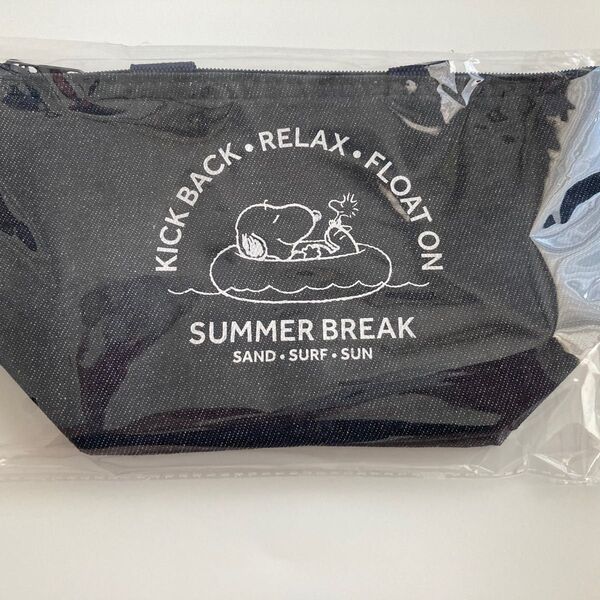 KICK BACK • RELAX • FLOAT ON
SUMMER BREAK
SAND • SURF • SUN